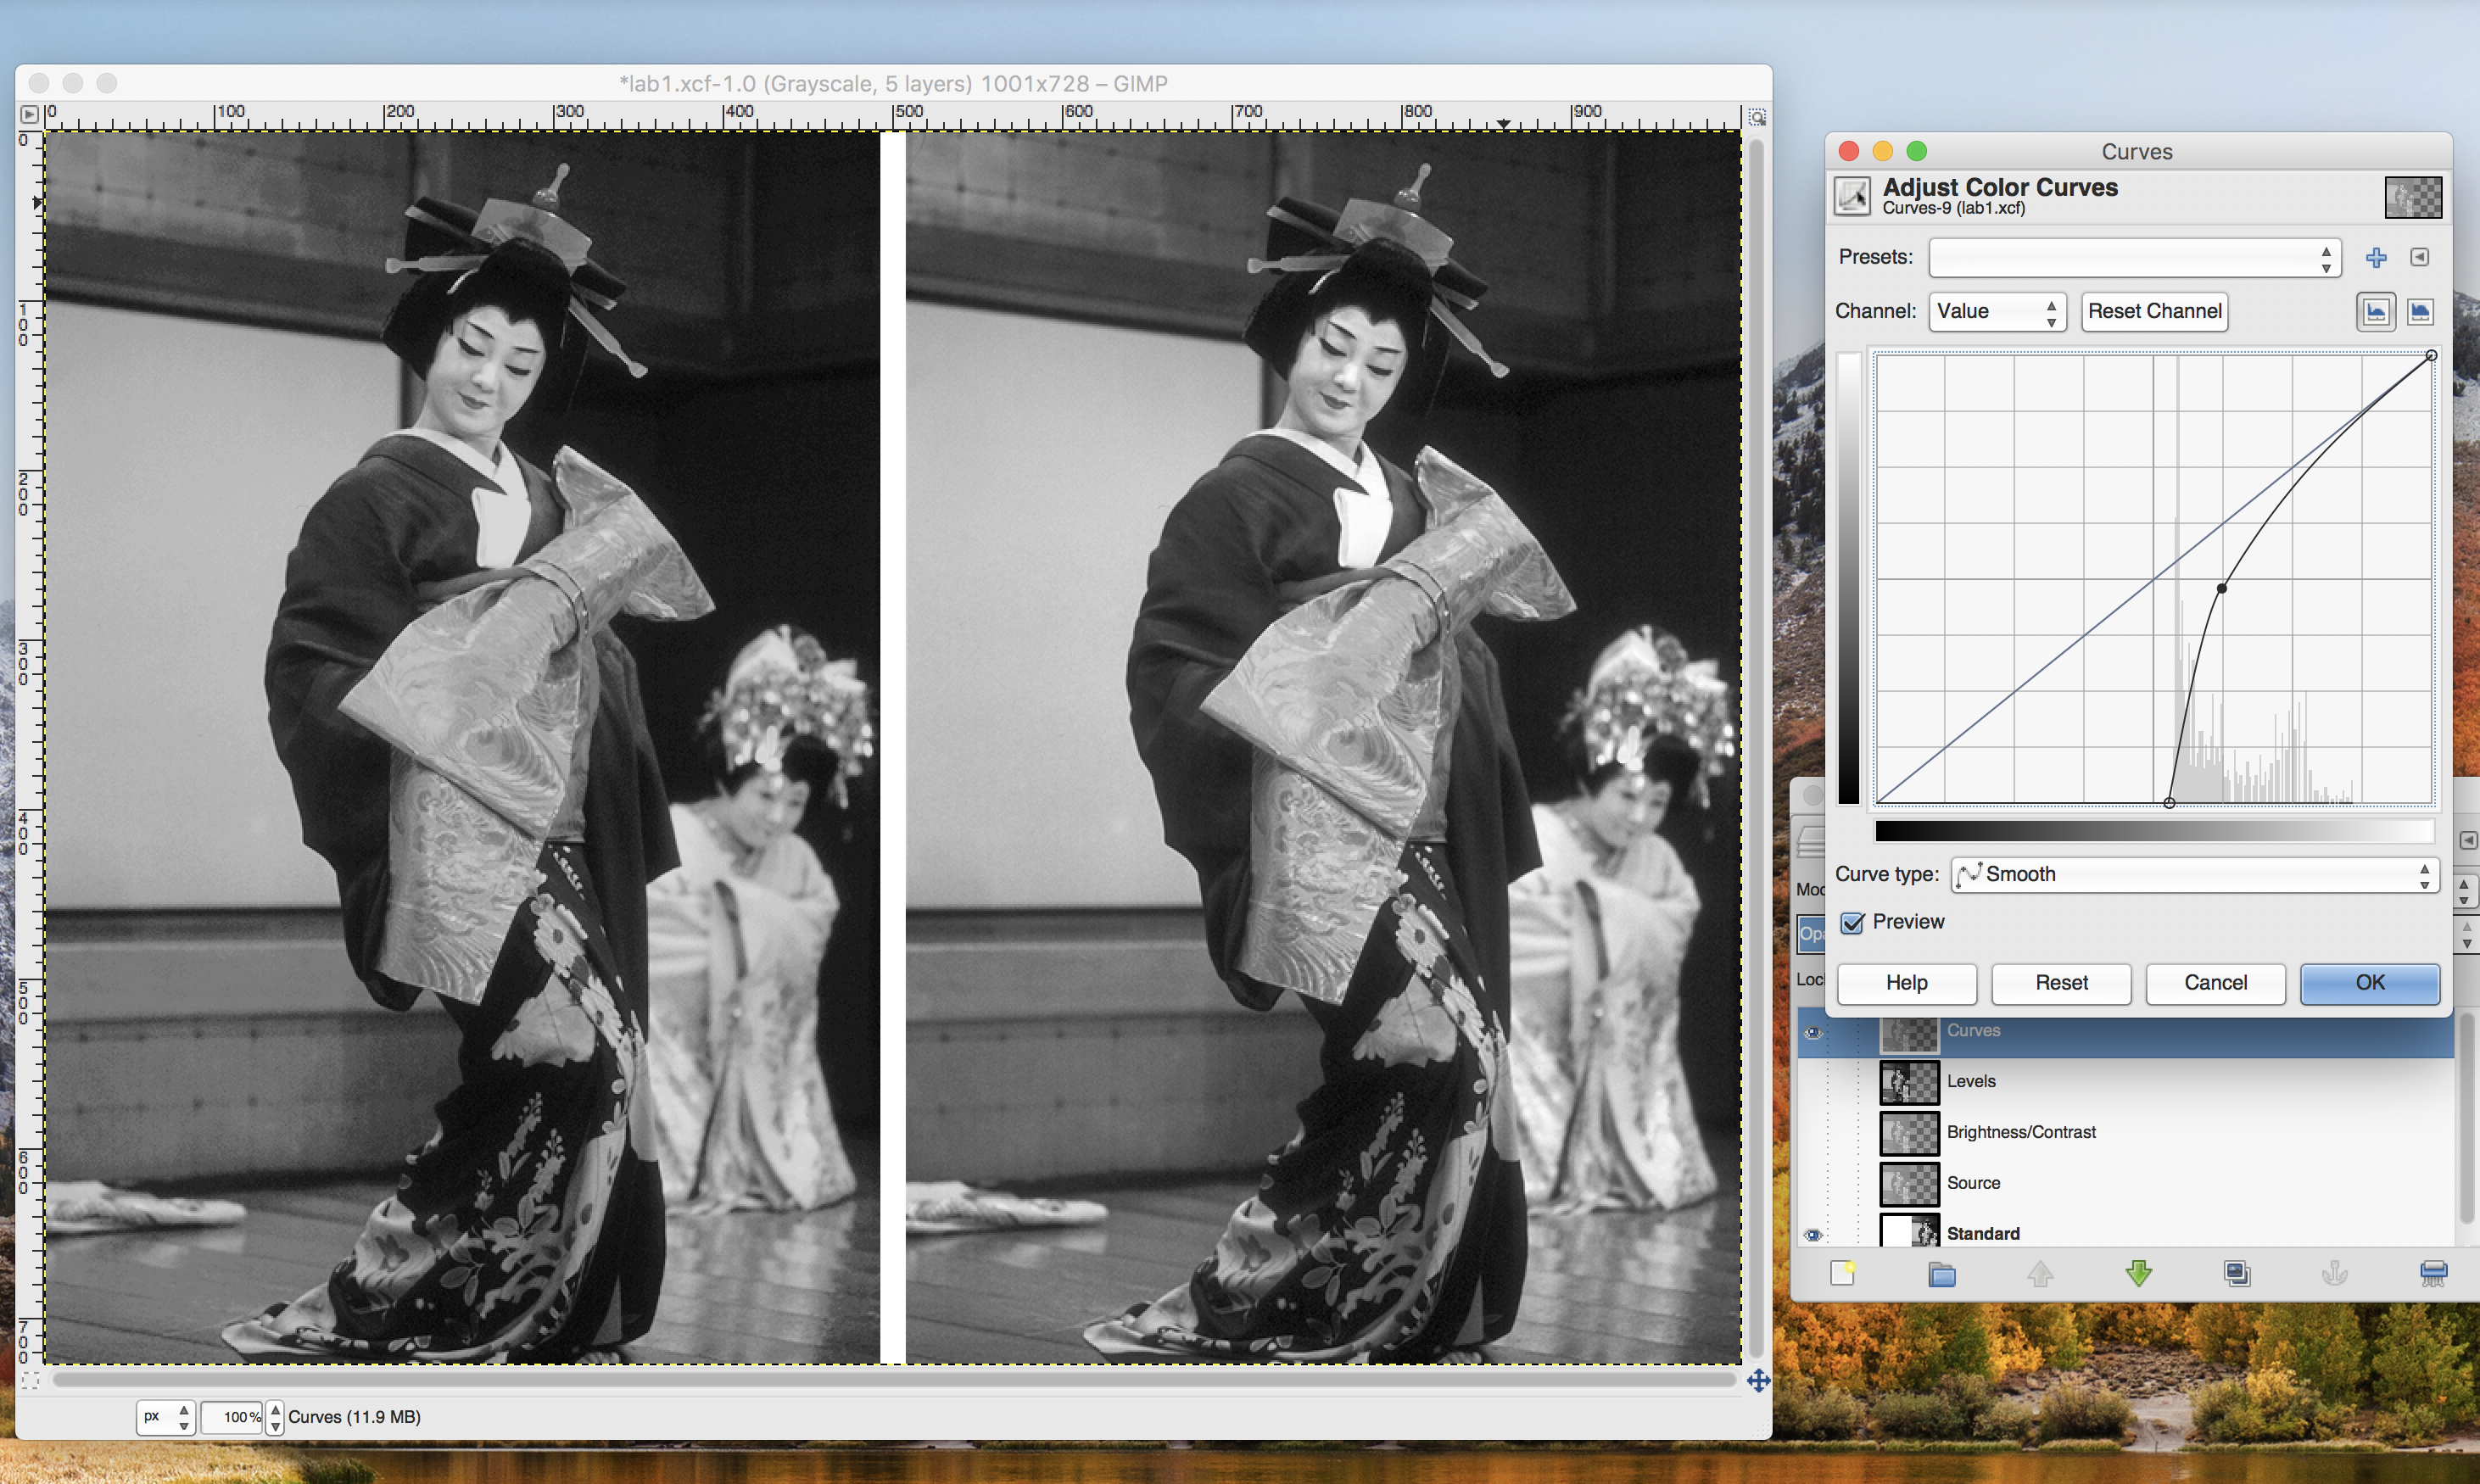 *lab1.xcf-1.0 (Grayscale, 5 layers) 1001x728 – GIMP
0 100 200 300 400 500 600 700 800 900
0
100
200
300
400
500
600
700
px 100% Curves (11.9 MB)
Curves
Adjust Color Curves
Curves-9 (lab1.xcf)
Presets:
Channel: Value Reset Channel
Curve type: Smooth
Preview
Help Reset Cancel OK
Curves
Levels
Brightness/Contrast
Source
Standard